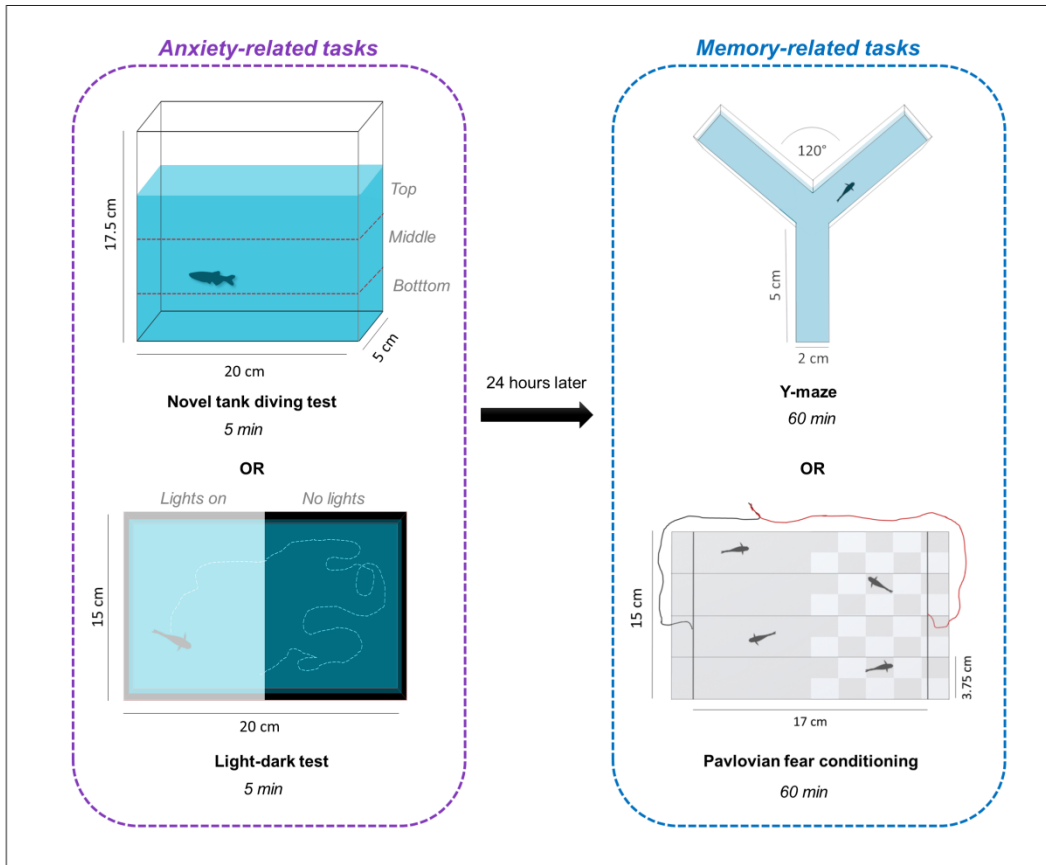 Anxiety-related tasks
17.5 cm
Top
Middle
Botttom
5 cm
20 cm
Novel tank diving test
5 min
OR
Lights on
No lights
15 cm
20 cm
Light-dark test
5 min
24 hours later
Memory-related tasks
120°
5 cm
2 cm
Y-maze
60 min
OR
15 cm
3.75 cm
17 cm
Pavlovian fear conditioning
60 min